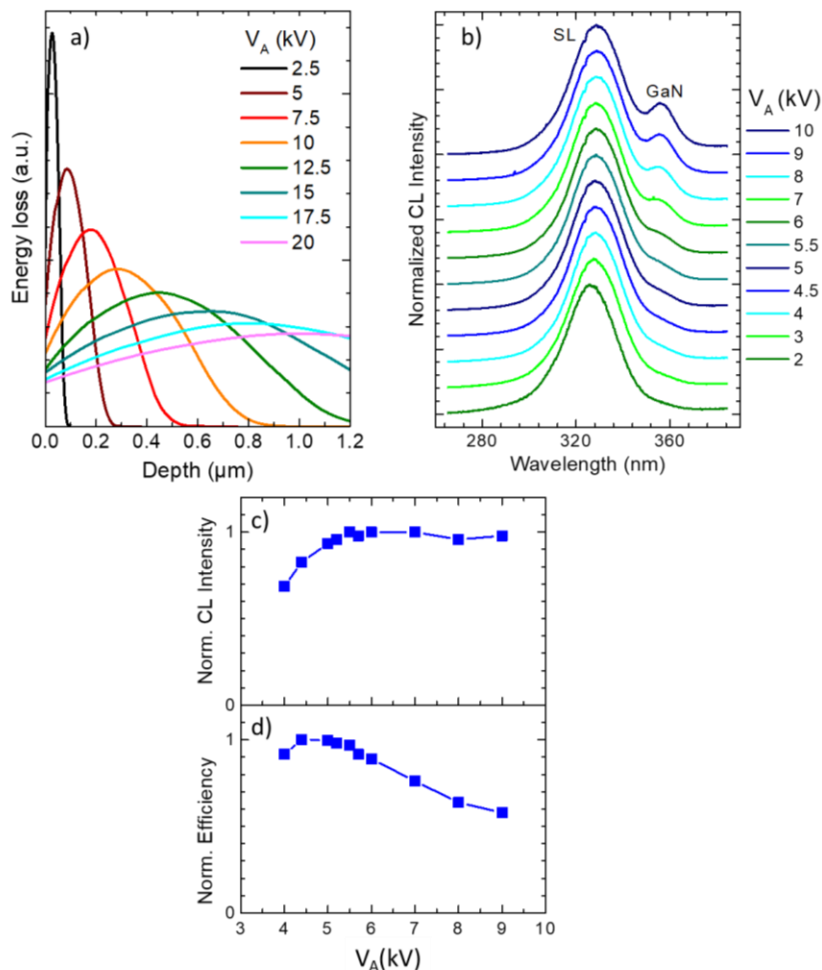 a)
V_A (kV)
2.5
5
7.5
10
12.5
15
17.5
20
Energy loss (a.u.)
0.0 0.2 0.4 0.6 0.8 1.0 1.2
Depth (µm)
b)
SL
GaN
V_A (kV)
10
9
8
7
6
5.5
5
4.5
4
3
2
Normalized CL Intensity
280 320 360
Wavelength (nm)
c)
1
0
Norm. CL Intensity
d)
1
0
Norm. Efficiency
3 4 5 6 7 8 9 10
V_A(kV)